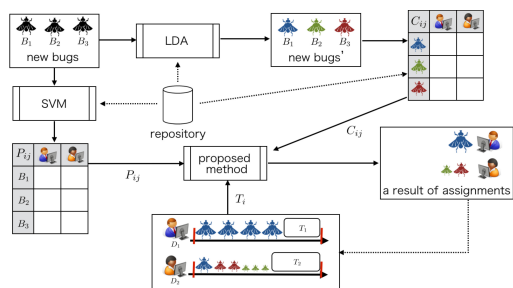 B1 B2 B3
new bugs
LDA
B1 B2 B3
new bugs'
Cij
SVM
repository
Cij
Pij
B1
B2
B3
Pij
proposed
method
a result of assignments
Ti
D1
T1
D2
T2